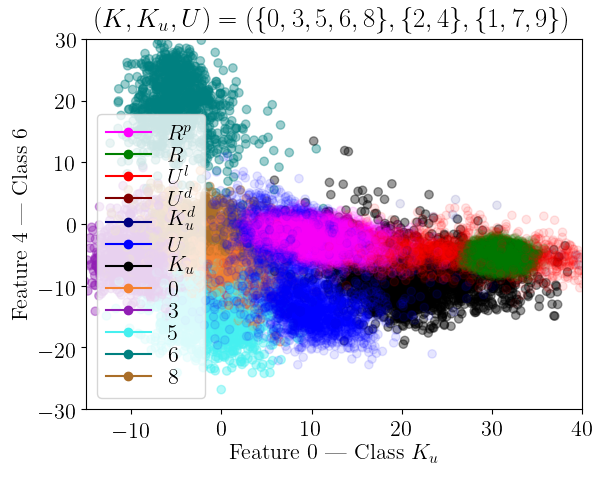 (K, K_u, U) = ({0, 3, 5, 6, 8}, {2, 4}, {1, 7, 9})
30
20
10
0
−10
−20
−30
Feature 4 — Class 6
R^p
R
U^l
U^d
K_u^d
U
K_u
0
3
5
6
8
−10
0
10
20
30
40
Feature 0 — Class K_u